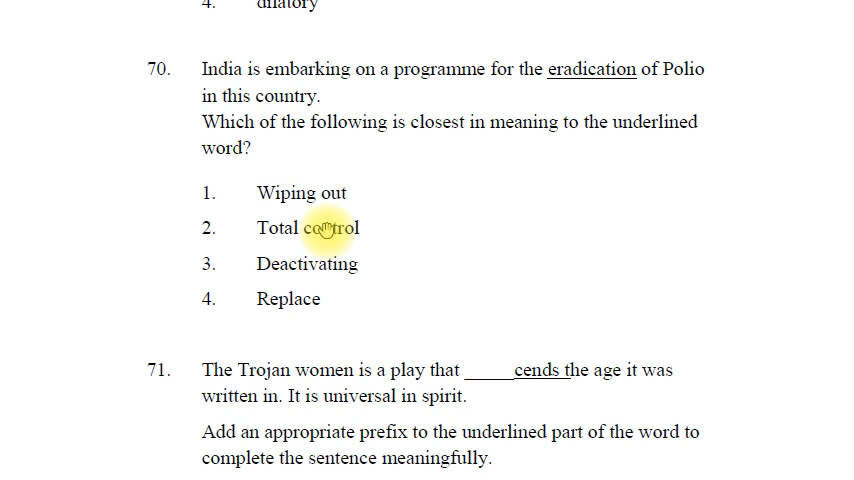 4. dilatory
70. India is embarking on a programme for the eradication of Polio
in this country.
Which of the following is closest in meaning to the underlined
word?
1. Wiping out
2. Total control
3. Deactivating
4. Replace
71. The Trojan women is a play that _____cends the age it was
written in. It is universal in spirit.
Add an appropriate prefix to the underlined part of the word to
complete the sentence meaningfully.